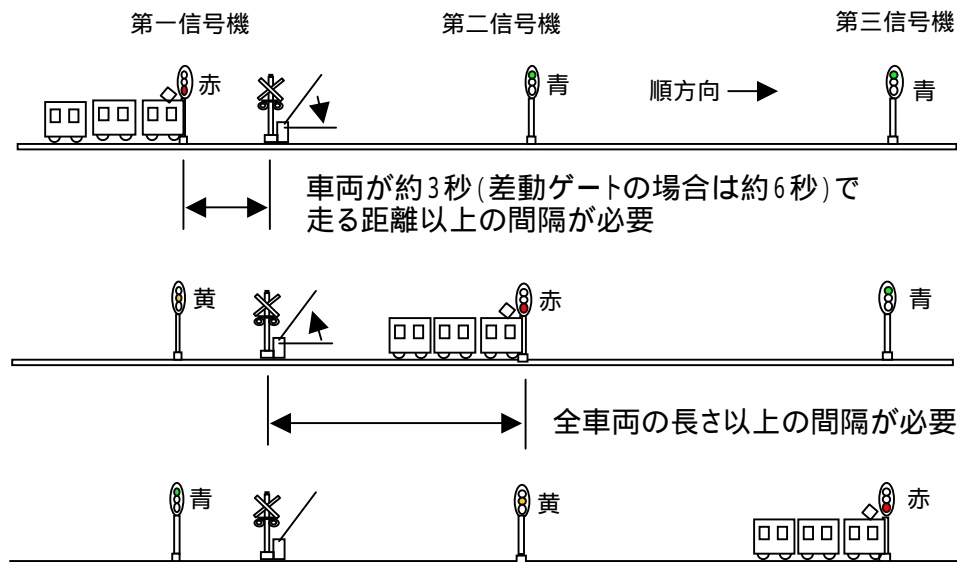 第一信号機 第二信号機 第三信号機
赤 青 順方向 青
車両が約3秒(差動ゲートの場合は約6秒)で
走る距離以上の間隔が必要
黄 赤 青
全車両の長さ以上の間隔が必要
青 黄 赤